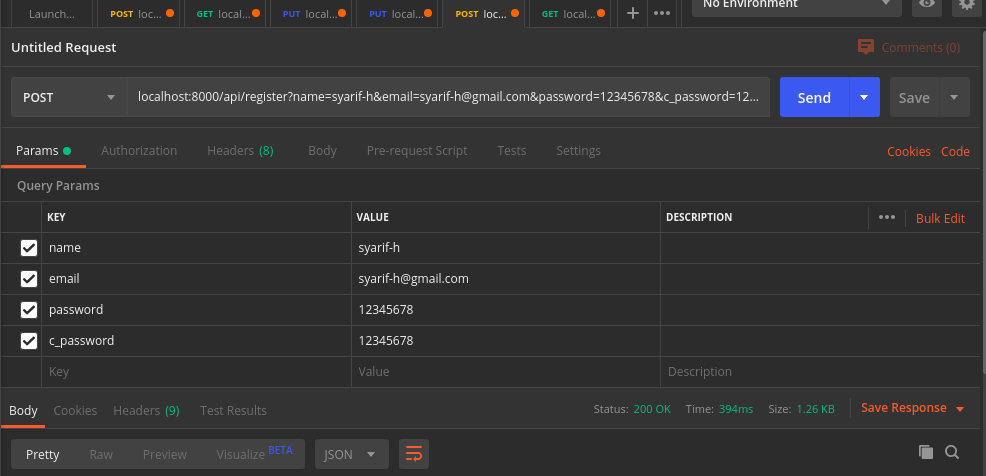 Launch... POST loc... GET local... PUT local... PUT local... POST loc... GET local... + ••• No Environment
Untitled Request Comments (0)
POST localhost:8000/api/register?name=syarif-h&email=syarif-h@gmail.com&password=12345678&c_password=12... Send Save
Params Authorization Headers (8) Body Pre-request Script Tests Settings Cookies Code
Query Params
KEY VALUE DESCRIPTION ••• Bulk Edit
name syarif-h
email syarif-h@gmail.com
password 12345678
c_password 12345678
Key Value Description
Body Cookies Headers (9) Test Results Status: 200 OK Time: 394ms Size: 1.26 KB Save Response
Pretty Raw Preview Visualize BETA JSON